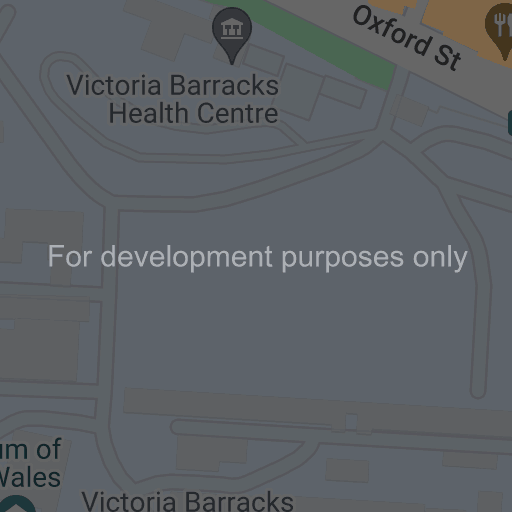 Oxford St
Victoria Barracks
Health Centre
For development purposes only
um of
Wales
Victoria Barracks